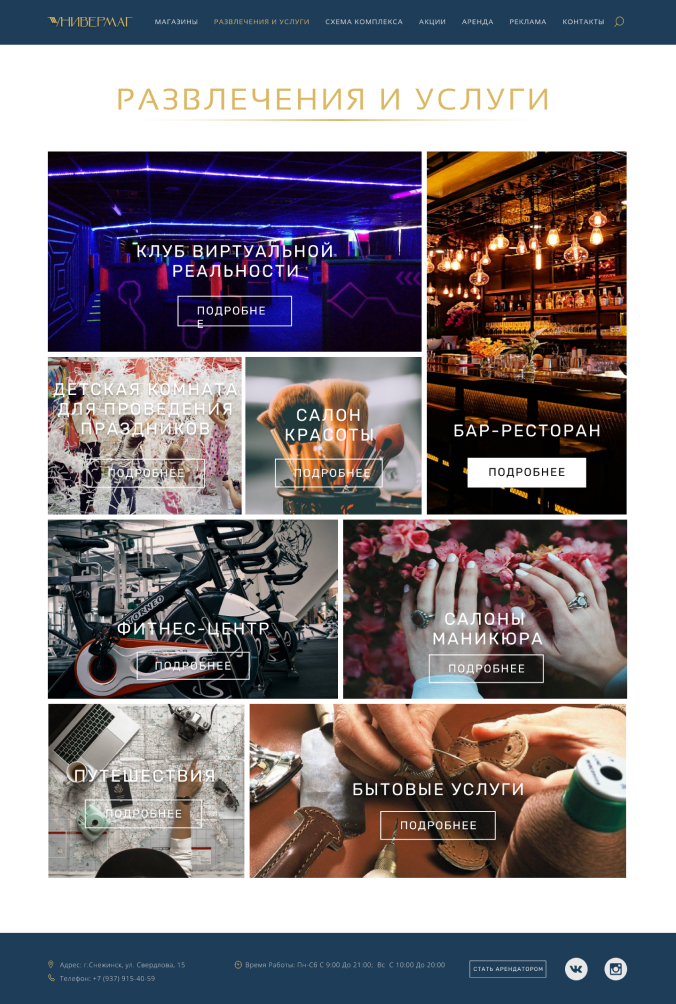 УНИВЕРМАГ
МАГАЗИНЫ
РАЗВЛЕЧЕНИЯ И УСЛУГИ
СХЕМА КОМПЛЕКСА
АКЦИИ
АРЕНДА
РЕКЛАМА
КОНТАКТЫ
РАЗВЛЕЧЕНИЯ И УСЛУГИ
КЛУБ ВИРТУАЛЬНОЙ
РЕАЛЬНОСТИ
ПОДРОБНЕ
Е
БАР-РЕСТОРАН
ПОДРОБНЕЕ
ДЕТСКАЯ КОМНАТА
ДЛЯ ПРОВЕДЕНИЯ
ПРАЗДНИКОВ
ПОДРОБНЕЕ
САЛОН
КРАСОТЫ
ПОДРОБНЕЕ
TORNEO
ФИТНЕС-ЦЕНТР
ПОДРОБНЕЕ
САЛОНЫ
МАНИКЮРА
ПОДРОБНЕЕ
ПУТЕШЕСТВИЯ
ПОДРОБНЕЕ
БЫТОВЫЕ УСЛУГИ
ПОДРОБНЕЕ
Адрес: г.Снежинск, ул. Свердлова, 15
Телефон: +7 (937) 915-40-59
Время Работы: Пн-Сб С 9:00 До 21:00; Вс С 10:00 До 20:00
СТАТЬ АРЕНДАТОРОМ